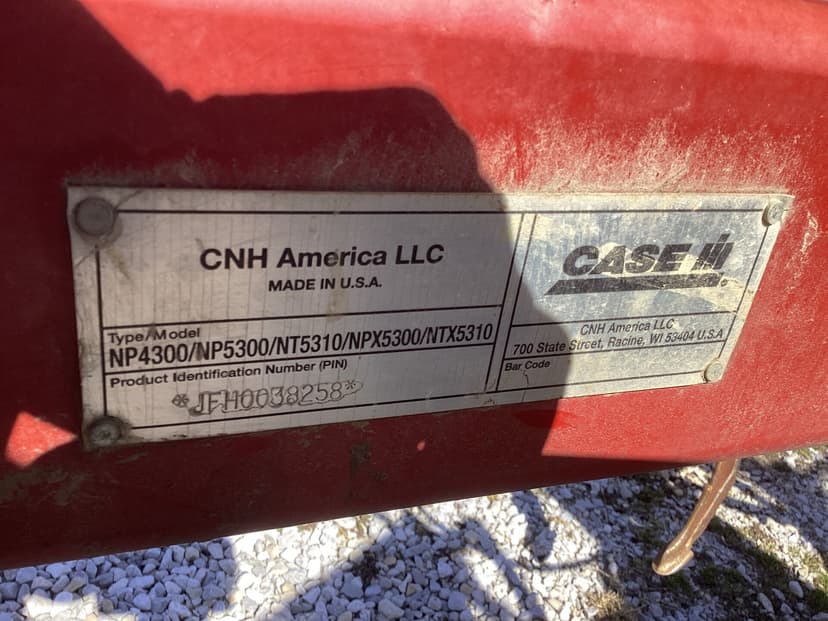 CNH America LLC
MADE IN U.S.A.
Type/Model
NP4300/NP5300/NT5310/NPX5300/NTX5310
Product Identification Number (PIN)
*JFH0038258*
CASE IH®
CNH America LLC
700 State Street, Racine, WI 53404 U.S.A
Bar Code